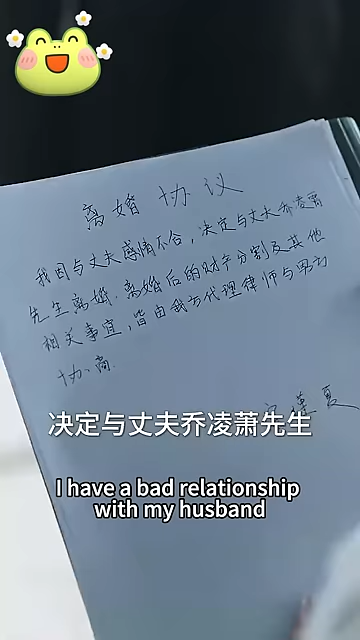 离婚协议
我因与丈夫感情不合,决定与丈夫乔凌萧
先生离婚.离婚后的财产分割及其他
相关事宜,皆由我方代理律师与男方
协商
夏
决定与丈夫乔凌萧先生
I have a bad relationship
with my husband